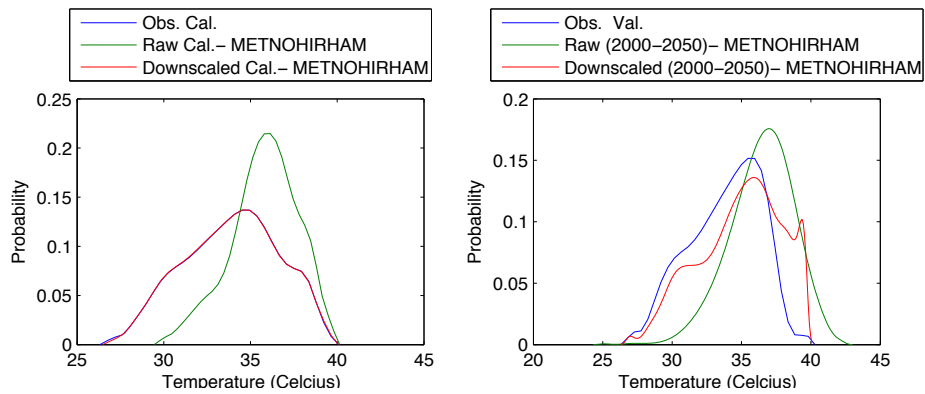 Obs. Cal.
Raw Cal.− METNOHIRHAM
Downscaled Cal.− METNOHIRHAM
0.25
0.2
0.15
0.1
0.05
0
Probability
25 30 35 40 45
Temperature (Celcius)
Obs. Val.
Raw (2000−2050)− METNOHIRHAM
Downscaled (2000−2050)− METNOHIRHAM
0.2
0.15
0.1
0.05
0
Probability
20 25 30 35 40 45
Temperature (Celcius)